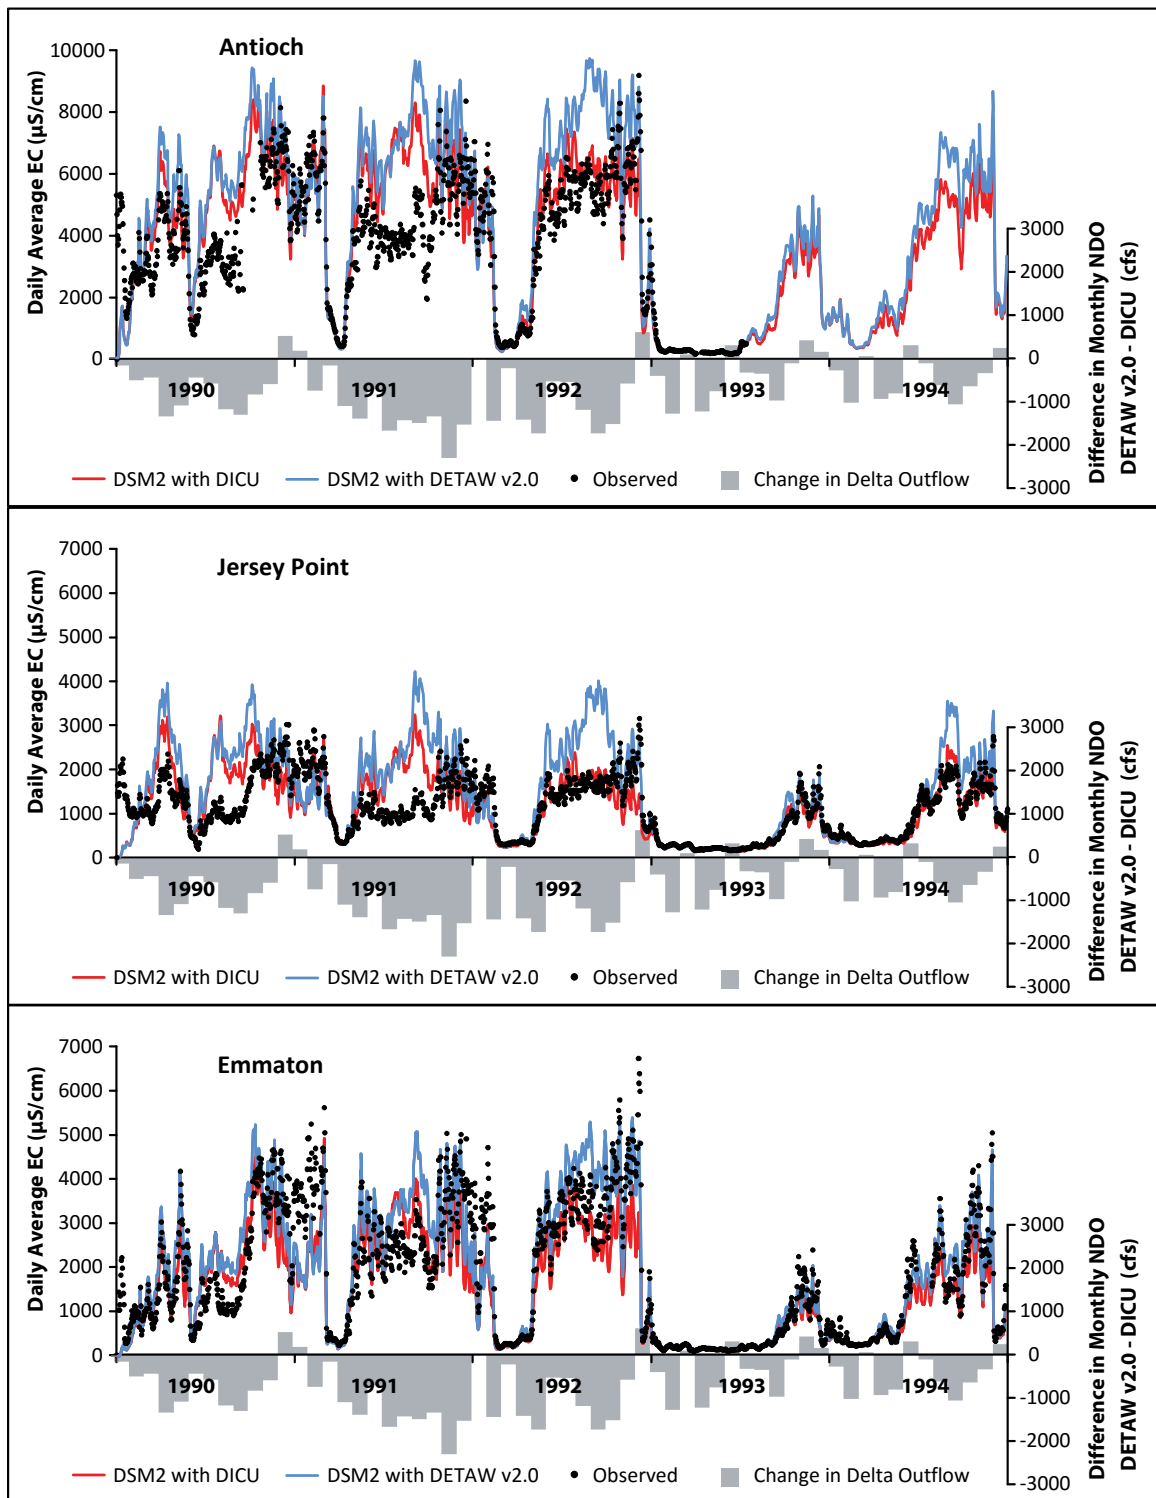 Antioch
Daily Average EC (µS/cm)
10000
8000
6000
4000
2000
0
3000
2000
1000
0
-1000
-2000
-3000
Difference in Monthly NDO
DETAW v2.0 - DICU (cfs)
1990
1991
1992
1993
1994
DSM2 with DICU
DSM2 with DETAW v2.0
Observed
Change in Delta Outflow
Jersey Point
Daily Average EC (µS/cm)
7000
6000
5000
4000
3000
2000
1000
0
3000
2000
1000
0
-1000
-2000
-3000
Difference in Monthly NDO
DETAW v2.0 - DICU (cfs)
1990
1991
1992
1993
1994
DSM2 with DICU
DSM2 with DETAW v2.0
Observed
Change in Delta Outflow
Emmaton
Daily Average EC (µS/cm)
7000
6000
5000
4000
3000
2000
1000
0
3000
2000
1000
0
-1000
-2000
-3000
Difference in Monthly NDO
DETAW v2.0 - DICU (cfs)
1990
1991
1992
1993
1994
DSM2 with DICU
DSM2 with DETAW v2.0
Observed
Change in Delta Outflow